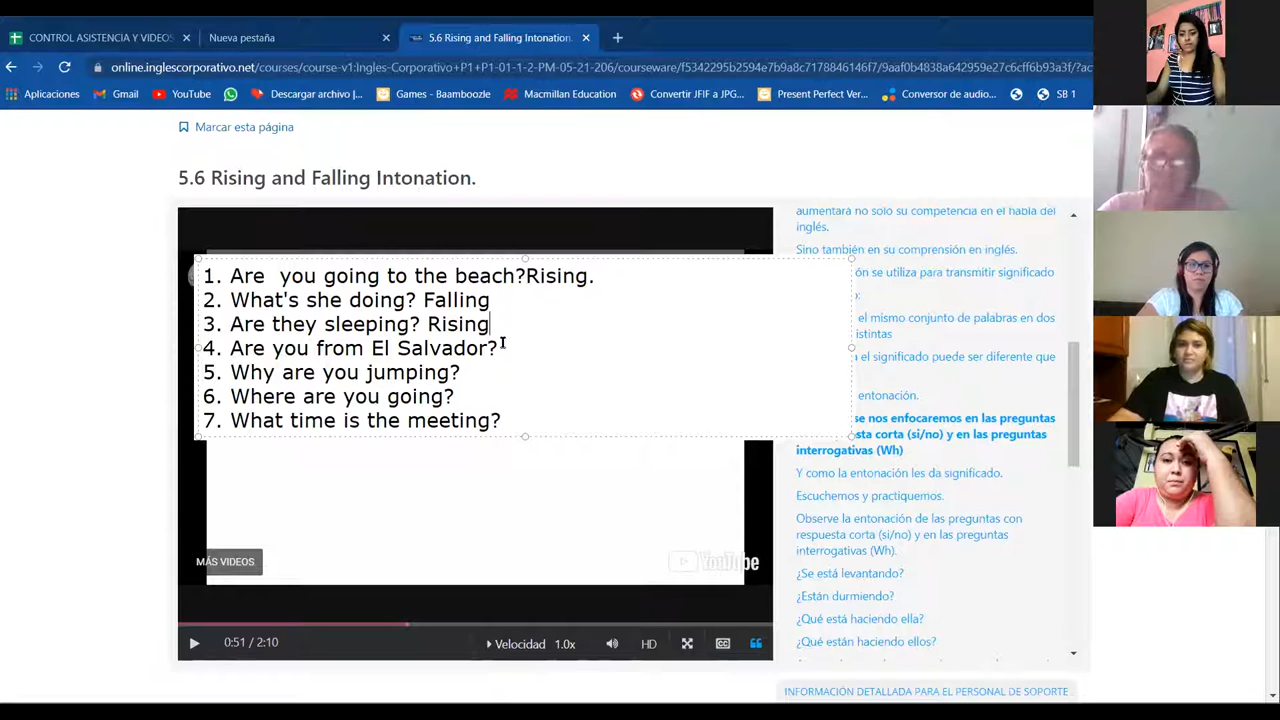 CONTROL ASISTENCIA Y VIDEOS
Nueva pestaña
5.6 Rising and Falling Intonation.
online.inglescorporativo.net/courses/course-v1:Ingles-Corporativo+P1+P1-01-1-2-PM-05-21-206/courseware/f5342295b2594e7b9a8c7178846146f7/9aaf0b4838a642959e27c6cff6b93a3f/?ac
Aplicaciones
Gmail
YouTube
Descargar archivo |...
Games - Baamboozle
Macmillan Education
Convertir JFIF a JPG...
Present Perfect Ver...
Conversor de audio...
SB 1
Marcar esta página
5.6 Rising and Falling Intonation.
1. Are  you going to the beach?Rising.
2. What's she doing? Falling
3. Are they sleeping? Rising
4. Are you from El Salvador?
5. Why are you jumping?
6. Where are you going?
7. What time is the meeting?
MÁS VIDEOS
YouTube
0:51 / 2:10
Velocidad 1.0x
HD
CC
aumentará no solo su competencia en el habla del
inglés.
Sino también en su comprensión en inglés.
ión se utiliza para transmitir significado
el mismo conjunto de palabras en dos
istintas
el significado puede ser diferente que
entonación.
se nos enfocaremos en las preguntas
sta corta (si/no) y en las preguntas
interrogativas (Wh)
Y como la entonación les da significado.
Escuchemos y practiquemos.
Observe la entonación de las preguntas con
respuesta corta (si/no) y en las preguntas
interrogativas (Wh).
¿Se está levantando?
¿Están durmiendo?
¿Qué está haciendo ella?
¿Qué están haciendo ellos?
INFORMACIÓN DETALLADA PARA EL PERSONAL DE SOPORTE